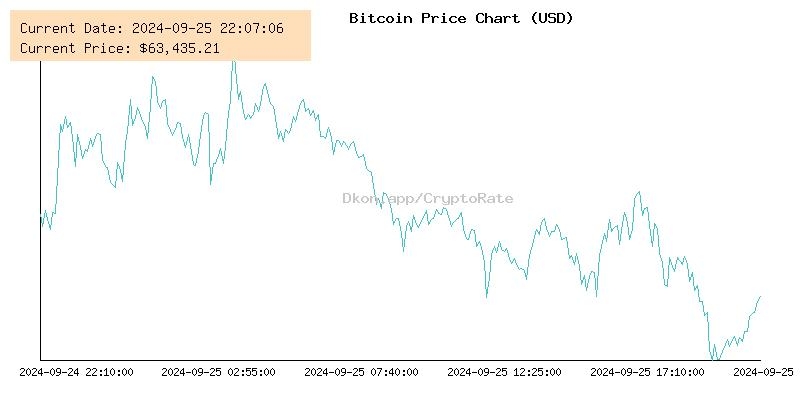 Bitcoin Price Chart (USD)
Current Date: 2024-09-25 22:07:06
Current Price: $63,435.21
Dkon.app/CryptoRate
2024-09-24 22:10:00 2024-09-25 02:55:00 2024-09-25 07:40:00 2024-09-25 12:25:00 2024-09-25 17:10:00 2024-09-25